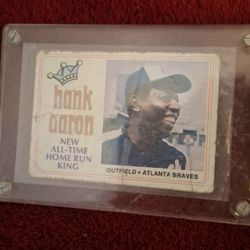 hank
aaron
NEW
ALL-TIME
HOME RUN
KING
OUTFIELD • ATLANTA BRAVES